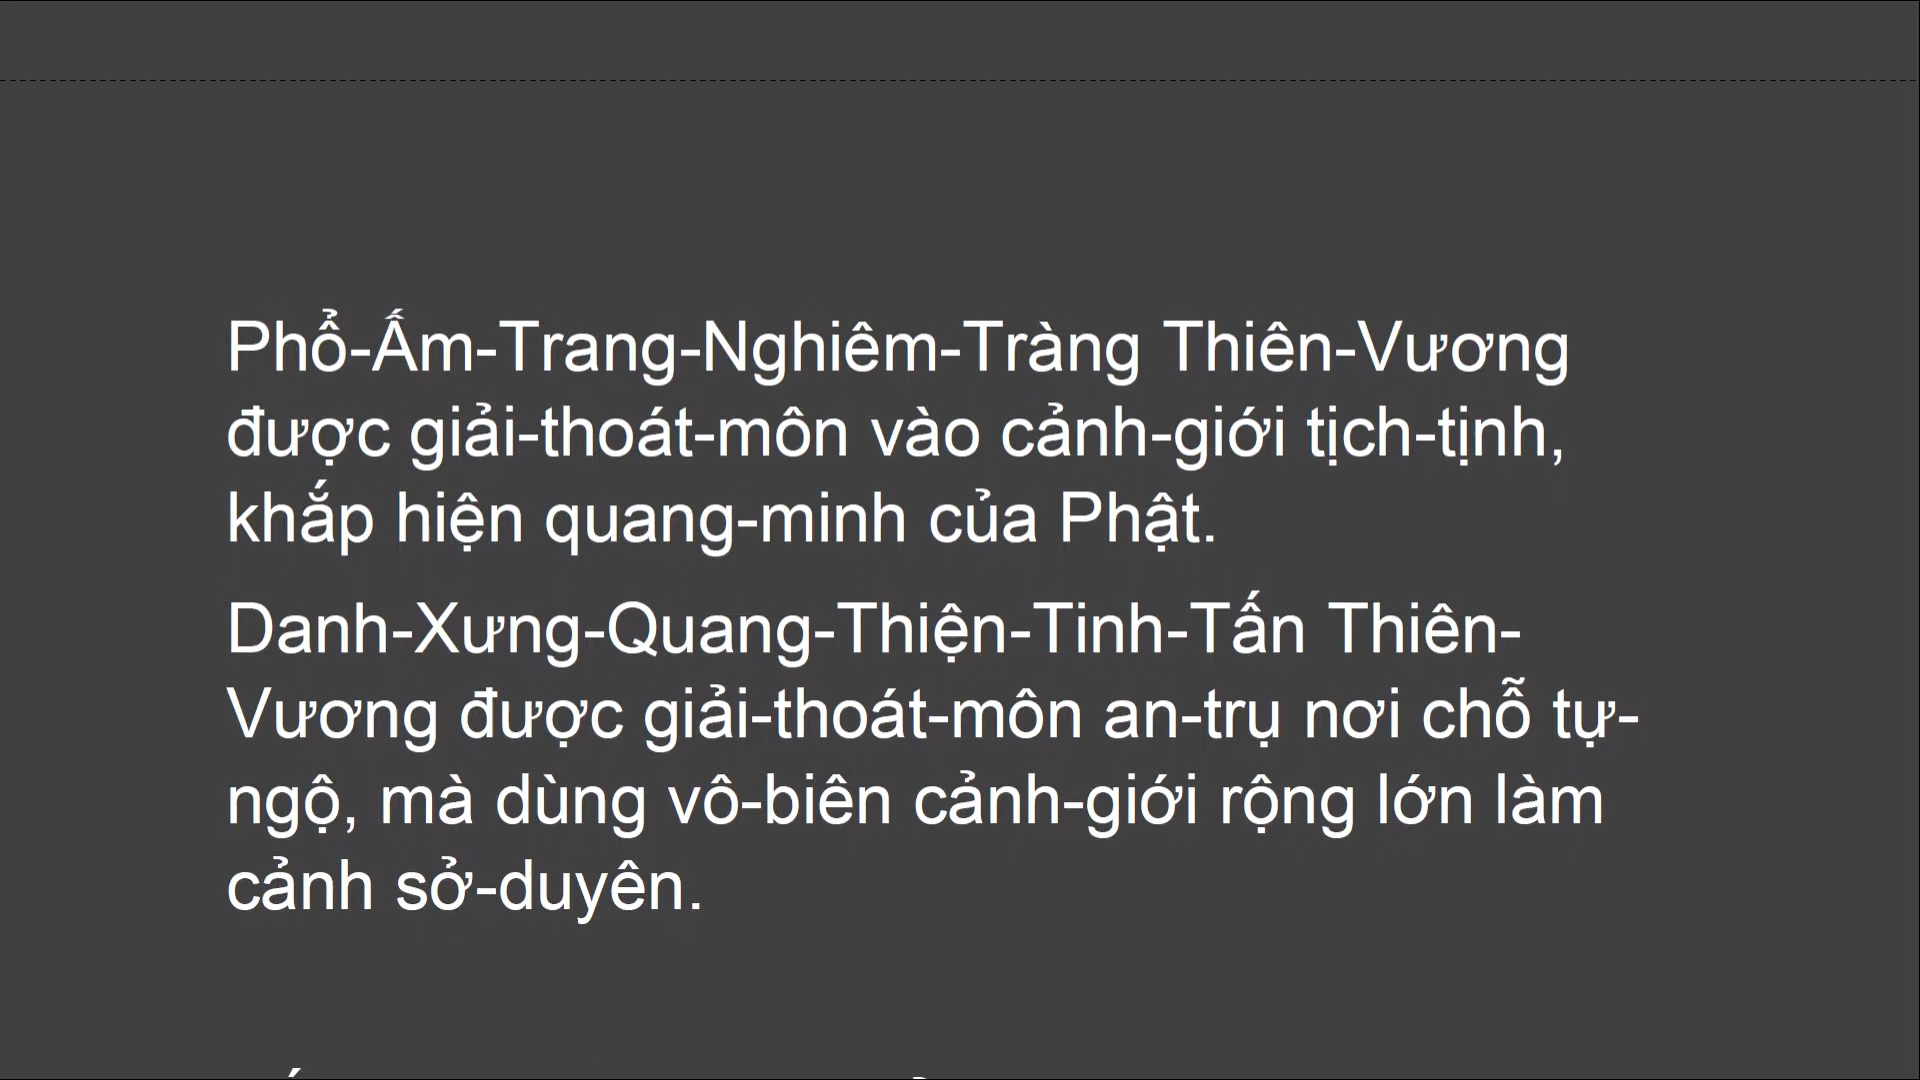 Phổ-Ấm-Trang-Nghiêm-Tràng Thiên-Vương
được giải-thoát-môn vào cảnh-giới tịch-tịnh,
khắp hiện quang-minh của Phật.
Danh-Xưng-Quang-Thiện-Tinh-Tấn Thiên-
Vương được giải-thoát-môn an-trụ nơi chỗ tự-
ngộ, mà dùng vô-biên cảnh-giới rộng lớn làm
cảnh sở-duyên.